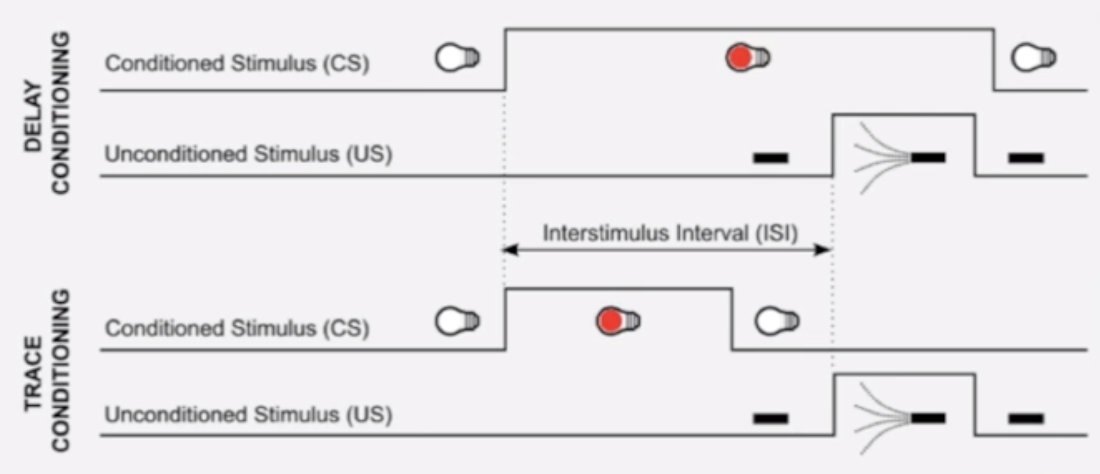 DELAY
CONDITIONING
Conditioned Stimulus (CS)
Unconditioned Stimulus (US)
Interstimulus Interval (ISI)
TRACE
CONDITIONING
Conditioned Stimulus (CS)
Unconditioned Stimulus (US)